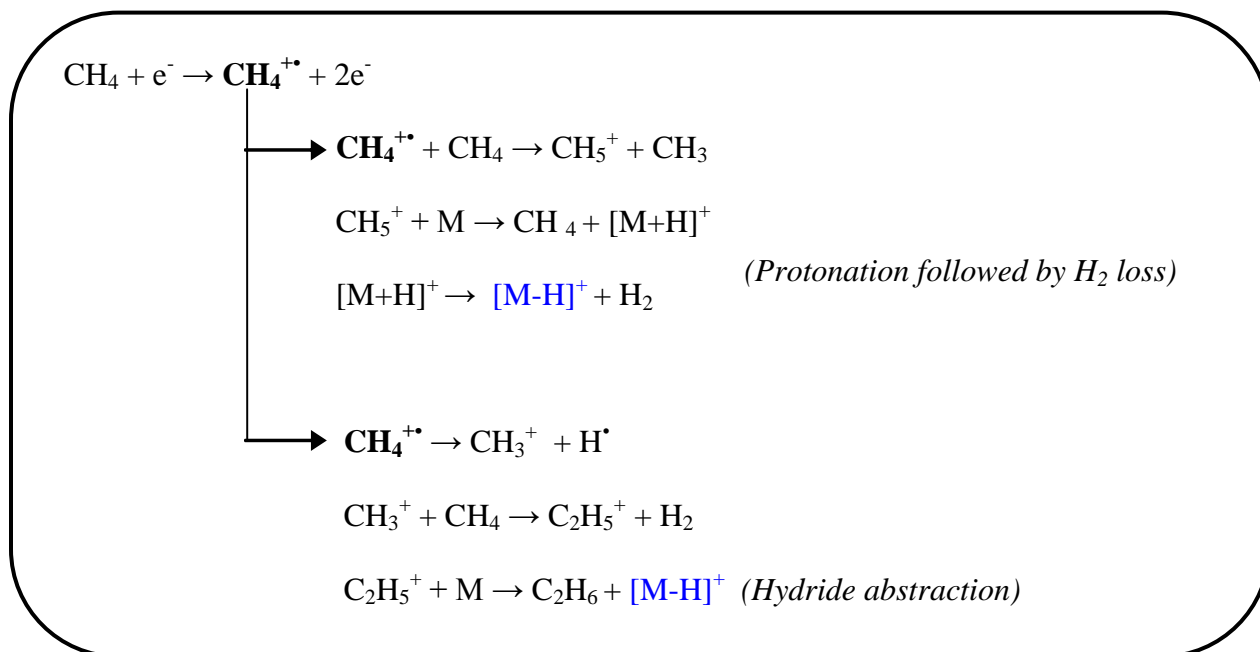 CH₄ + e⁻ → CH₄⁺• + 2e⁻
CH₄⁺• + CH₄ → CH₅⁺ + CH₃
CH₅⁺ + M → CH ₄ + [M+H]⁺
(Protonation followed by H₂ loss)
[M+H]⁺ → [M-H]⁺ + H₂
CH₄⁺• → CH₃⁺ + H•
CH₃⁺ + CH₄ → C₂H₅⁺ + H₂
C₂H₅⁺ + M → C₂H₆ + [M-H]⁺ (Hydride abstraction)